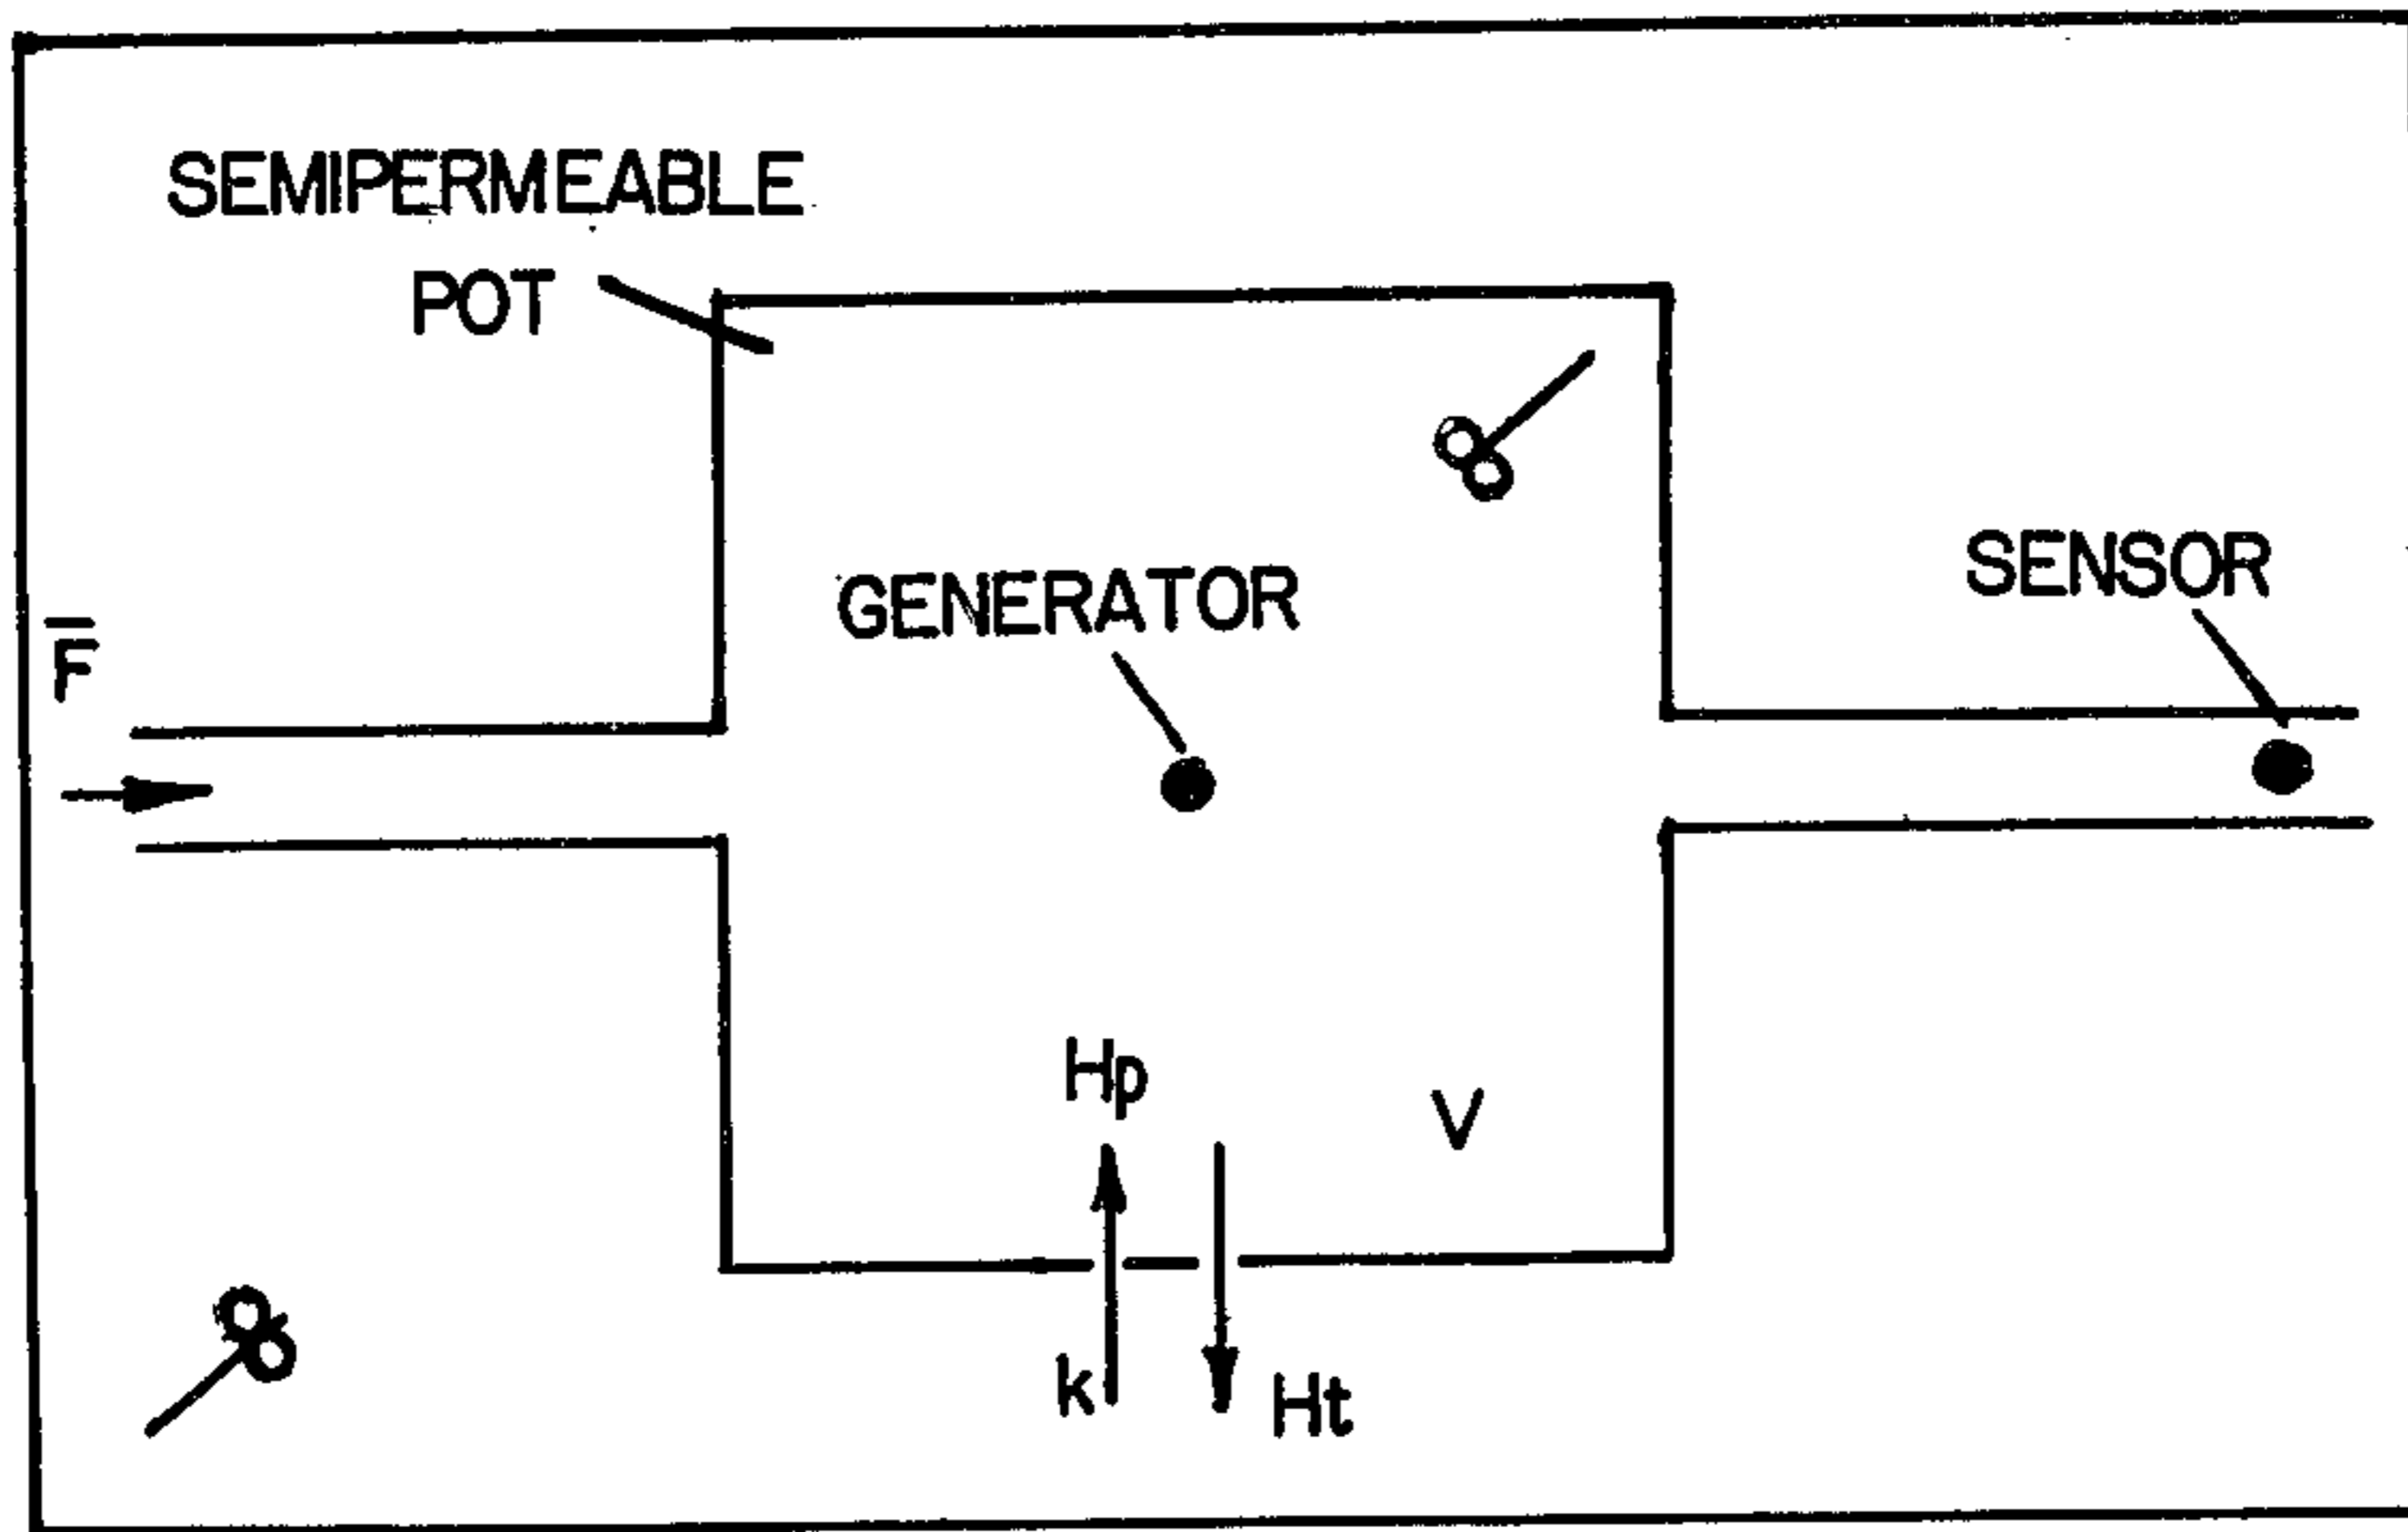 SEMIPERMEABLE
POT
GENERATOR
SENSOR
F̅
Hp
V
k
Ht